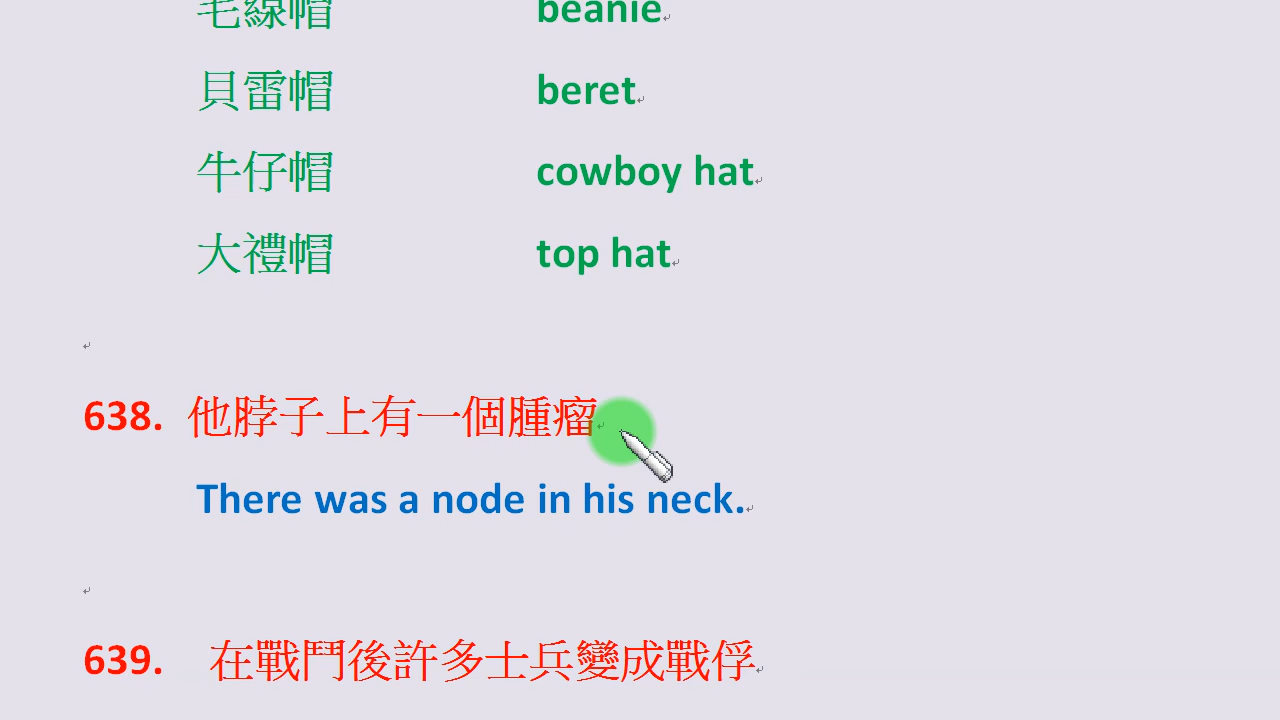 毛線帽 beanie
貝雷帽 beret
牛仔帽 cowboy hat
大禮帽 top hat
638. 他脖子上有一個腫瘤
There was a node in his neck.
639. 在戰鬥後許多士兵變成戰俘